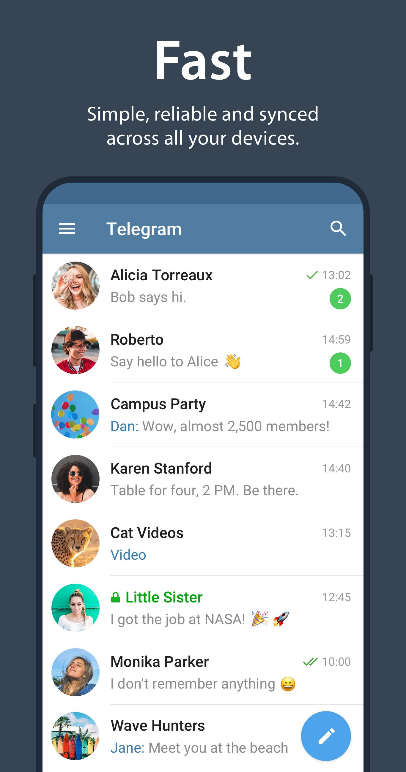 Fast
Simple, reliable and synced
across all your devices.
Telegram
Alicia Torreaux 13:02
Bob says hi. 2
Roberto 14:59
Say hello to Alice 👋 1
Campus Party 14:42
Dan: Wow, almost 2,500 members!
Karen Stanford 14:40
Table for four, 2 PM. Be there.
Cat Videos 13:15
Video
Little Sister 12:45
I got the job at NASA! 🎉 🚀
Monika Parker 10:00
I don't remember anything 😄
Wave Hunters
Jane: Meet you at the beach